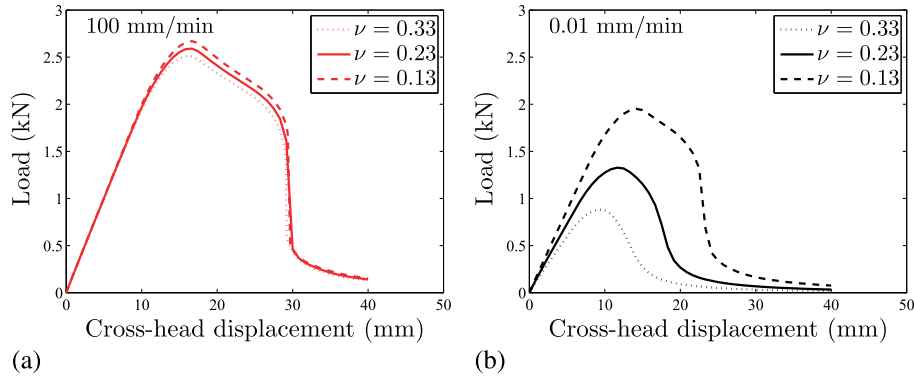 100 mm/min
ν = 0.33
ν = 0.23
ν = 0.13
Load (kN)
3
2.5
2
1.5
1
0.5
0
0 10 20 30 40 50
Cross-head displacement (mm)
(a)
0.01 mm/min
ν = 0.33
ν = 0.23
ν = 0.13
Load (kN)
3
2.5
2
1.5
1
0.5
0
0 10 20 30 40 50
Cross-head displacement (mm)
(b)